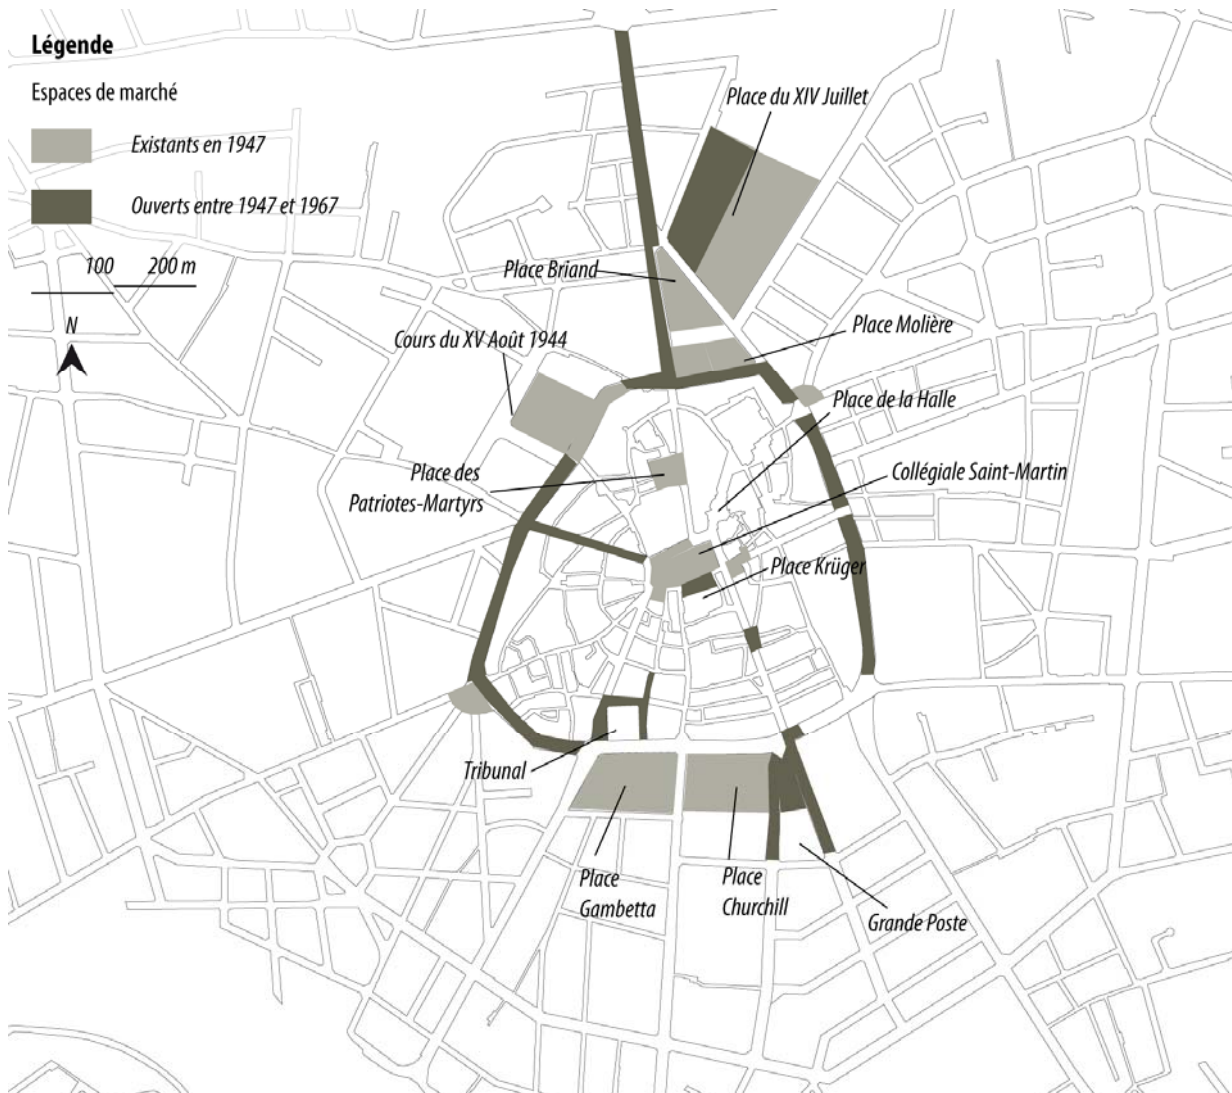 Légende
Espaces de marché
Existants en 1947
Ouverts entre 1947 et 1967
100 200 m
N
Place du XIV Juillet
Place Briand
Cours du XV Août 1944
Place Molière
Place de la Halle
Place des
Patriotes-Martyrs
Collégiale Saint-Martin
Place Krüger
Tribunal
Place
Gambetta
Place
Churchill
Grande Poste